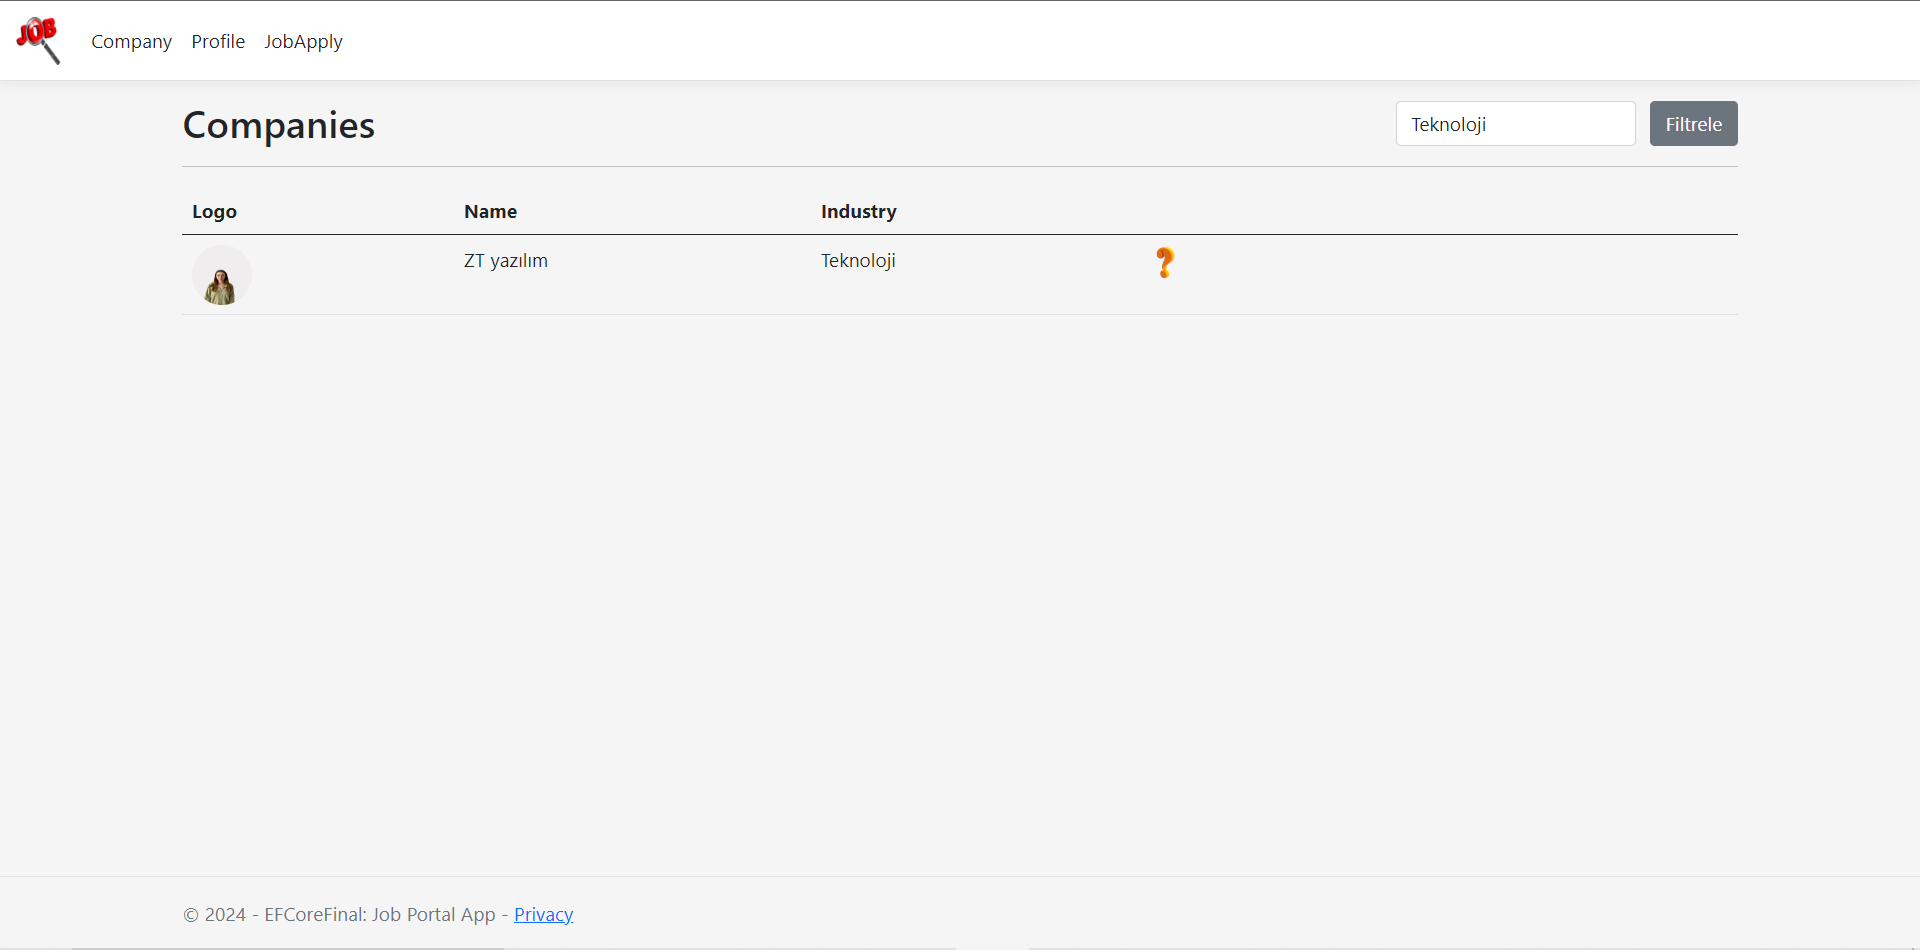 JOB
Company Profile JobApply
Companies
Teknoloji Filtrele
Logo Name Industry
ZT yazılım Teknoloji
© 2024 - EFCoreFinal: Job Portal App - Privacy